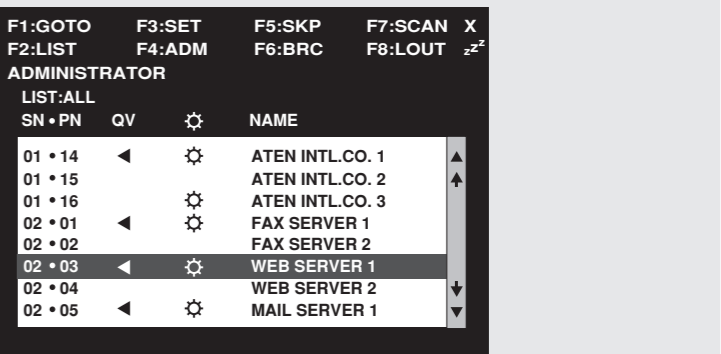 F1:GOTO F3:SET F5:SKP F7:SCAN X
F2:LIST F4:ADM F6:BRC F8:LOUT zZZ
ADMINISTRATOR
LIST:ALL
SN•PN QV NAME
01•14 ATEN INTL.CO. 1
01•15 ATEN INTL.CO. 2
01•16 ATEN INTL.CO. 3
02•01 FAX SERVER 1
02•02 FAX SERVER 2
02•03 WEB SERVER 1
02•04 WEB SERVER 2
02•05 MAIL SERVER 1